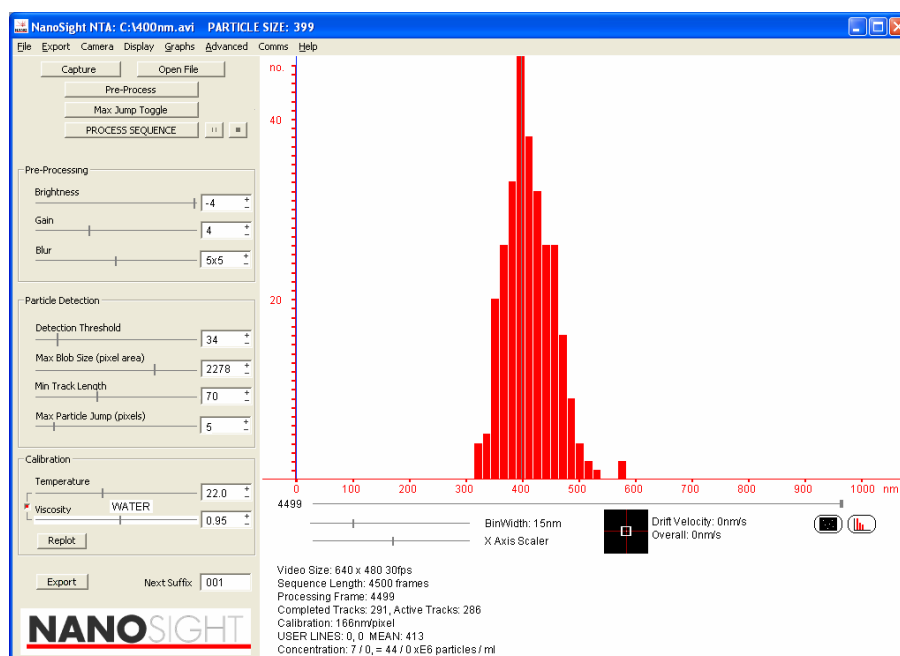 NanoSight NTA: C:\400nm.avi PARTICLE SIZE: 399
File Export Camera Display Graphs Advanced Comms Help
Capture Open File
Pre-Process
Max Jump Toggle
PROCESS SEQUENCE
Pre-Processing
Brightness
-4
Gain
4
Blur
5x5
Particle Detection
Detection Threshold
34
Max Blob Size (pixel area)
2278
Min Track Length
70
Max Particle Jump (pixels)
5
Calibration
Temperature
22.0
Viscosity WATER
0.95
Replot
Export Next Suffix 001
NANOSIGHT
no.
40
20
0 100 200 300 400 500 600 700 800 900 1000 nm
4499
BinWidth: 15nm
X Axis Scaler
Drift Velocity: 0nm/s
Overall: 0nm/s
Video Size: 640 x 480 30fps
Sequence Length: 4500 frames
Processing Frame: 4499
Completed Tracks: 291, Active Tracks: 286
Calibration: 166nm/pixel
USER LINES: 0, 0 MEAN: 413
Concentration: 7 / 0, = 44 / 0 xE6 particles / ml